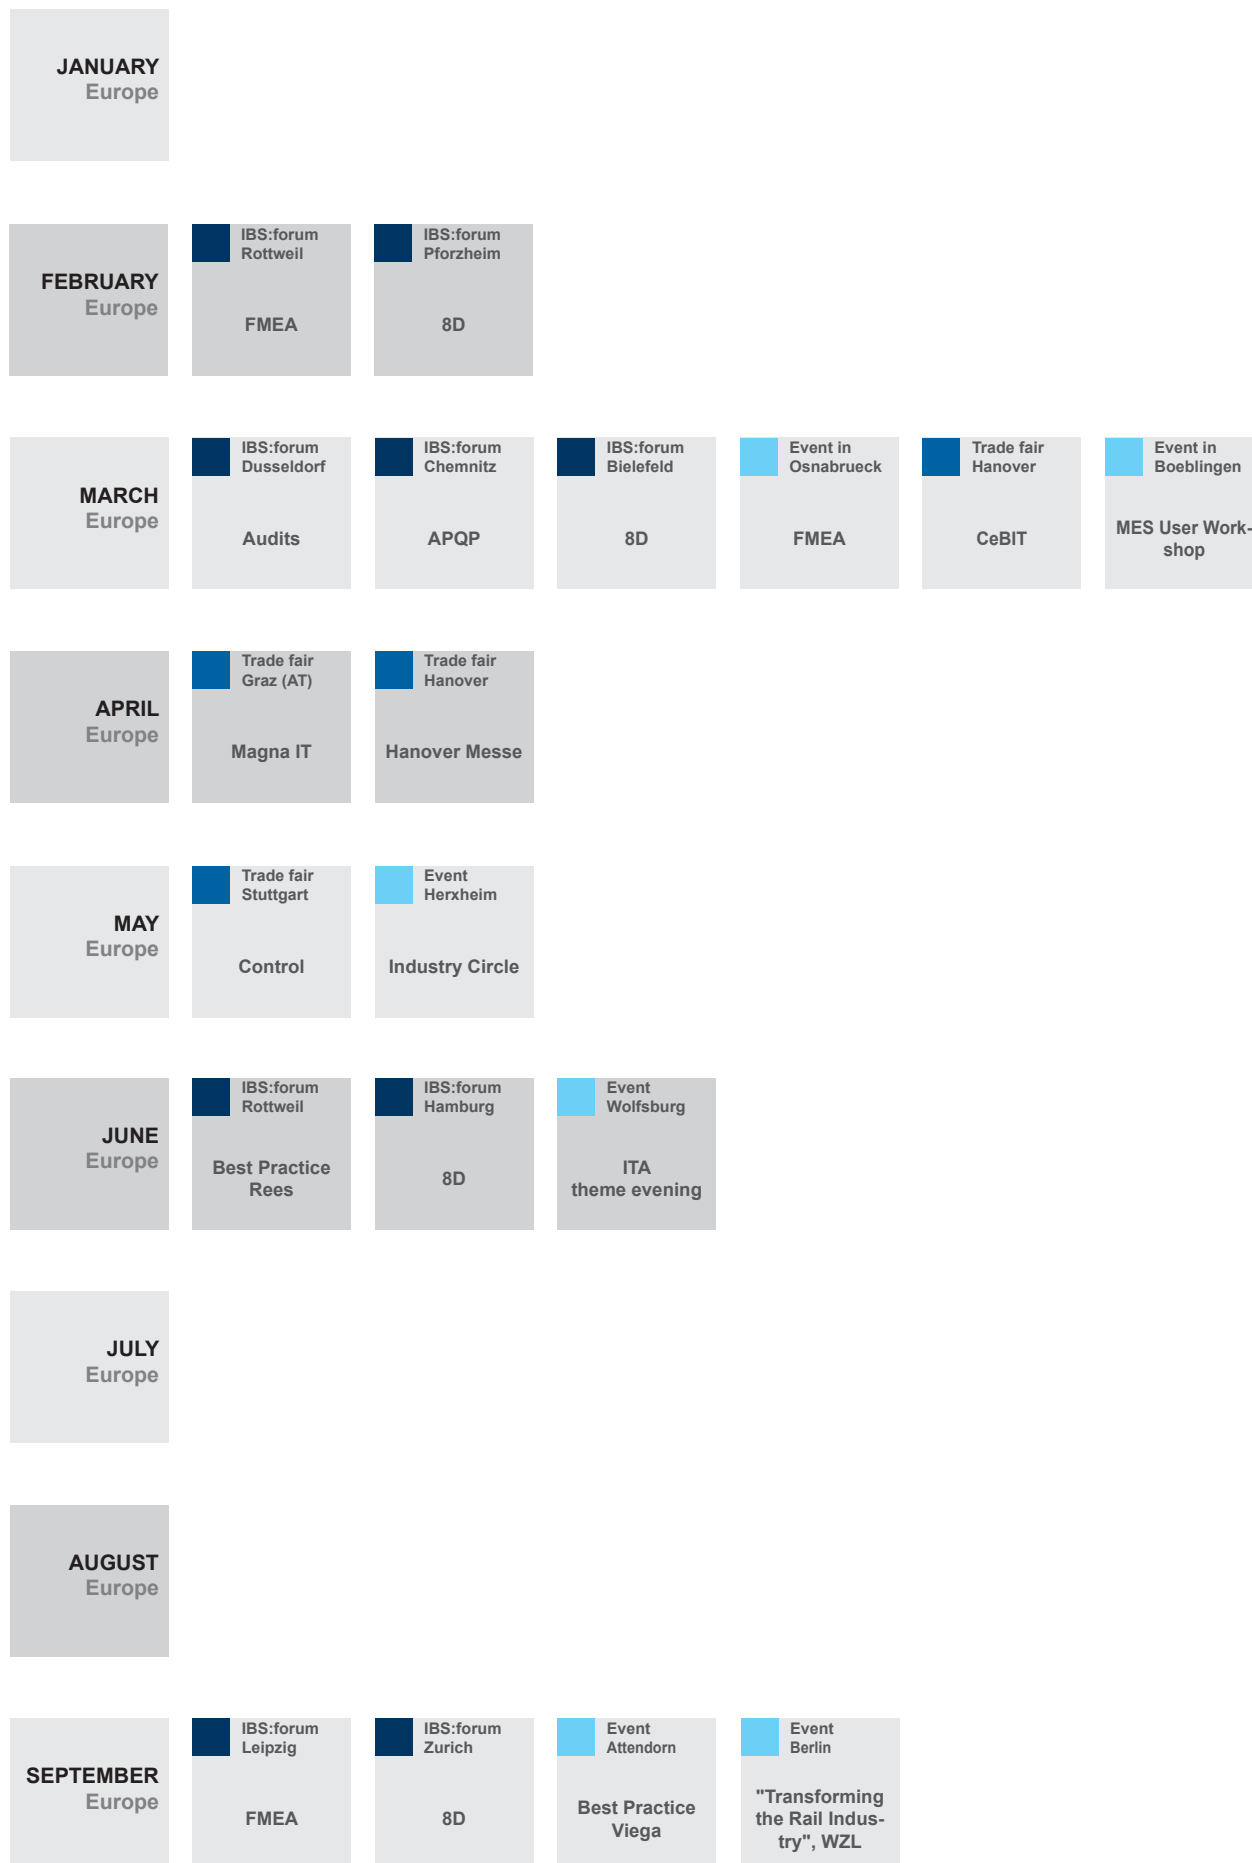 JANUARY
Europe
FEBRUARY
Europe
IBS:forum
Rottweil
FMEA
IBS:forum
Pforzheim
8D
MARCH
Europe
IBS:forum
Dusseldorf
Audits
IBS:forum
Chemnitz
APQP
IBS:forum
Bielefeld
8D
Event in
Osnabrueck
FMEA
Trade fair
Hanover
CeBIT
Event in
Boeblingen
MES User Work-
shop
APRIL
Europe
Trade fair
Graz (AT)
Magna IT
Trade fair
Hanover
Hanover Messe
MAY
Europe
Trade fair
Stuttgart
Control
Event
Herxheim
Industry Circle
JUNE
Europe
IBS:forum
Rottweil
Best Practice
Rees
IBS:forum
Hamburg
8D
Event
Wolfsburg
ITA
theme evening
JULY
Europe
AUGUST
Europe
SEPTEMBER
Europe
IBS:forum
Leipzig
FMEA
IBS:forum
Zurich
8D
Event
Attendorn
Best Practice
Viega
Event
Berlin
"Transforming
the Rail Indus-
try", WZL